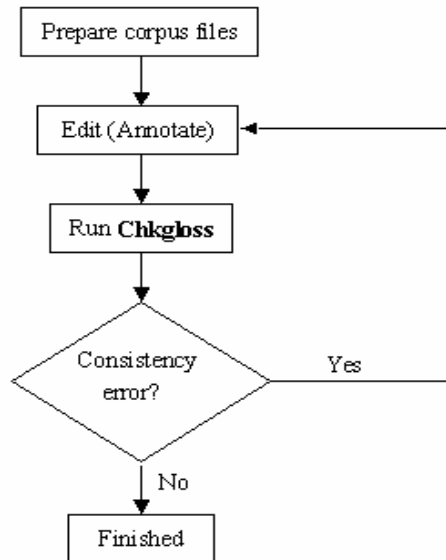 Prepare corpus files
Edit (Annotate)
Run Chkgloss
Consistency
error?
Yes
No
Finished